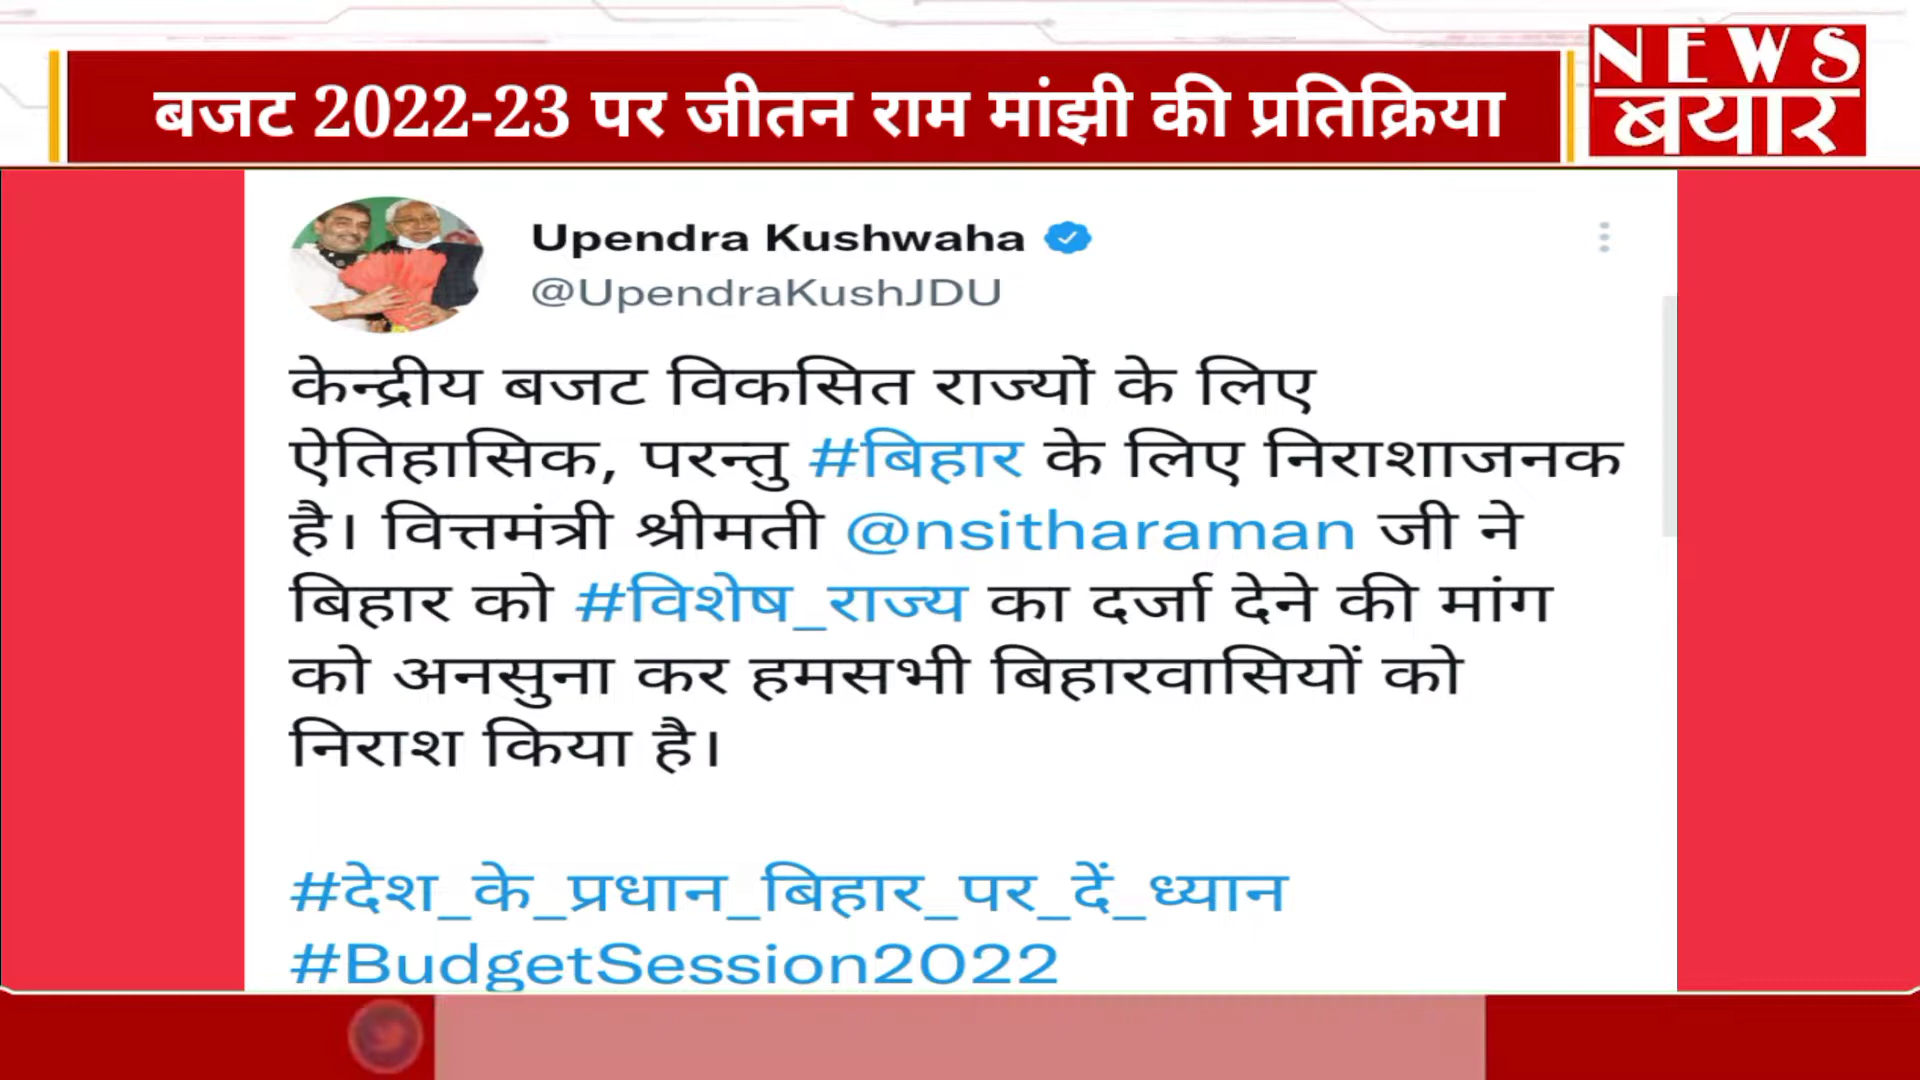 बजट 2022-23 पर जीतन राम मांझी की प्रतिक्रिया
NEWS
बयार
Upendra Kushwaha
@UpendraKushJDU
केन्द्रीय बजट विकसित राज्यों के लिए
ऐतिहासिक, परन्तु #बिहार के लिए निराशाजनक
है। वित्तमंत्री श्रीमती @nsitharaman जी ने
बिहार को #विशेष_राज्य का दर्जा देने की मांग
को अनसुना कर हमसभी बिहारवासियों को
निराश किया है।
#देश_के_प्रधान_बिहार_पर_दें_ध्यान
#BudgetSession2022